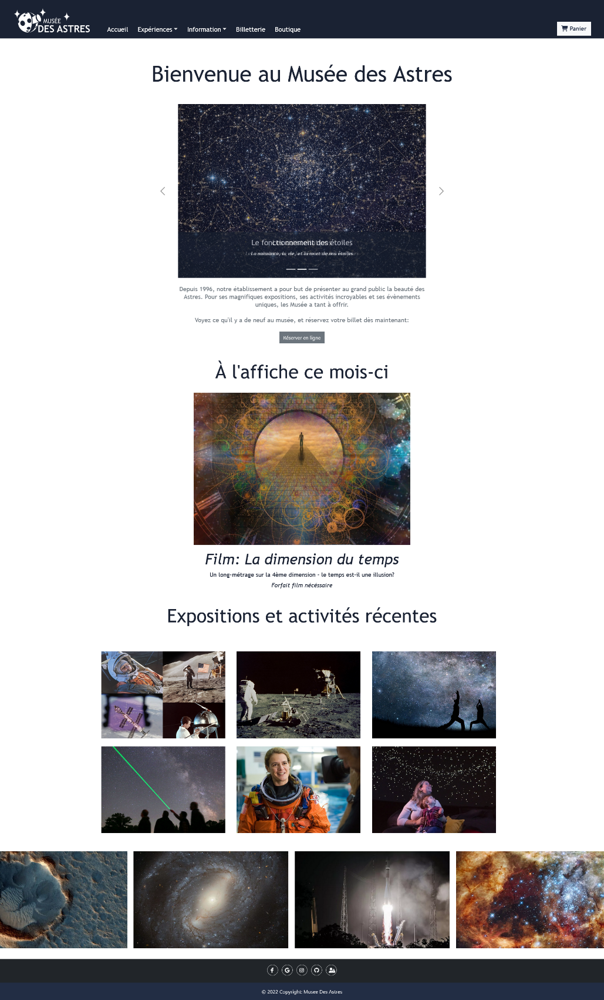 MUSÉE
DES ASTRES
Accueil
Expériences
Information
Billetterie
Boutique
Panier
Bienvenue au Musée des Astres
Le fonctionnement des étoiles
La naissance, la vie, et la mort de nos étoiles
Depuis 1996, notre établissement a pour but de présenter au grand public la beauté des
Astres. Pour ses magnifiques expositions, ses activités incroyables et ses évènements
uniques, les Musée a tant à offrir.
Voyez ce qu'il y a de neuf au musée, et réservez votre billet dès maintenant:
Réserver en ligne
À l'affiche ce mois-ci
Film: La dimension du temps
Un long-métrage sur la 4ème dimension - le temps est-il une illusion?
Forfait film nécéssaire
Expositions et activités récentes
© 2022 Copyright: Musee Des Astres